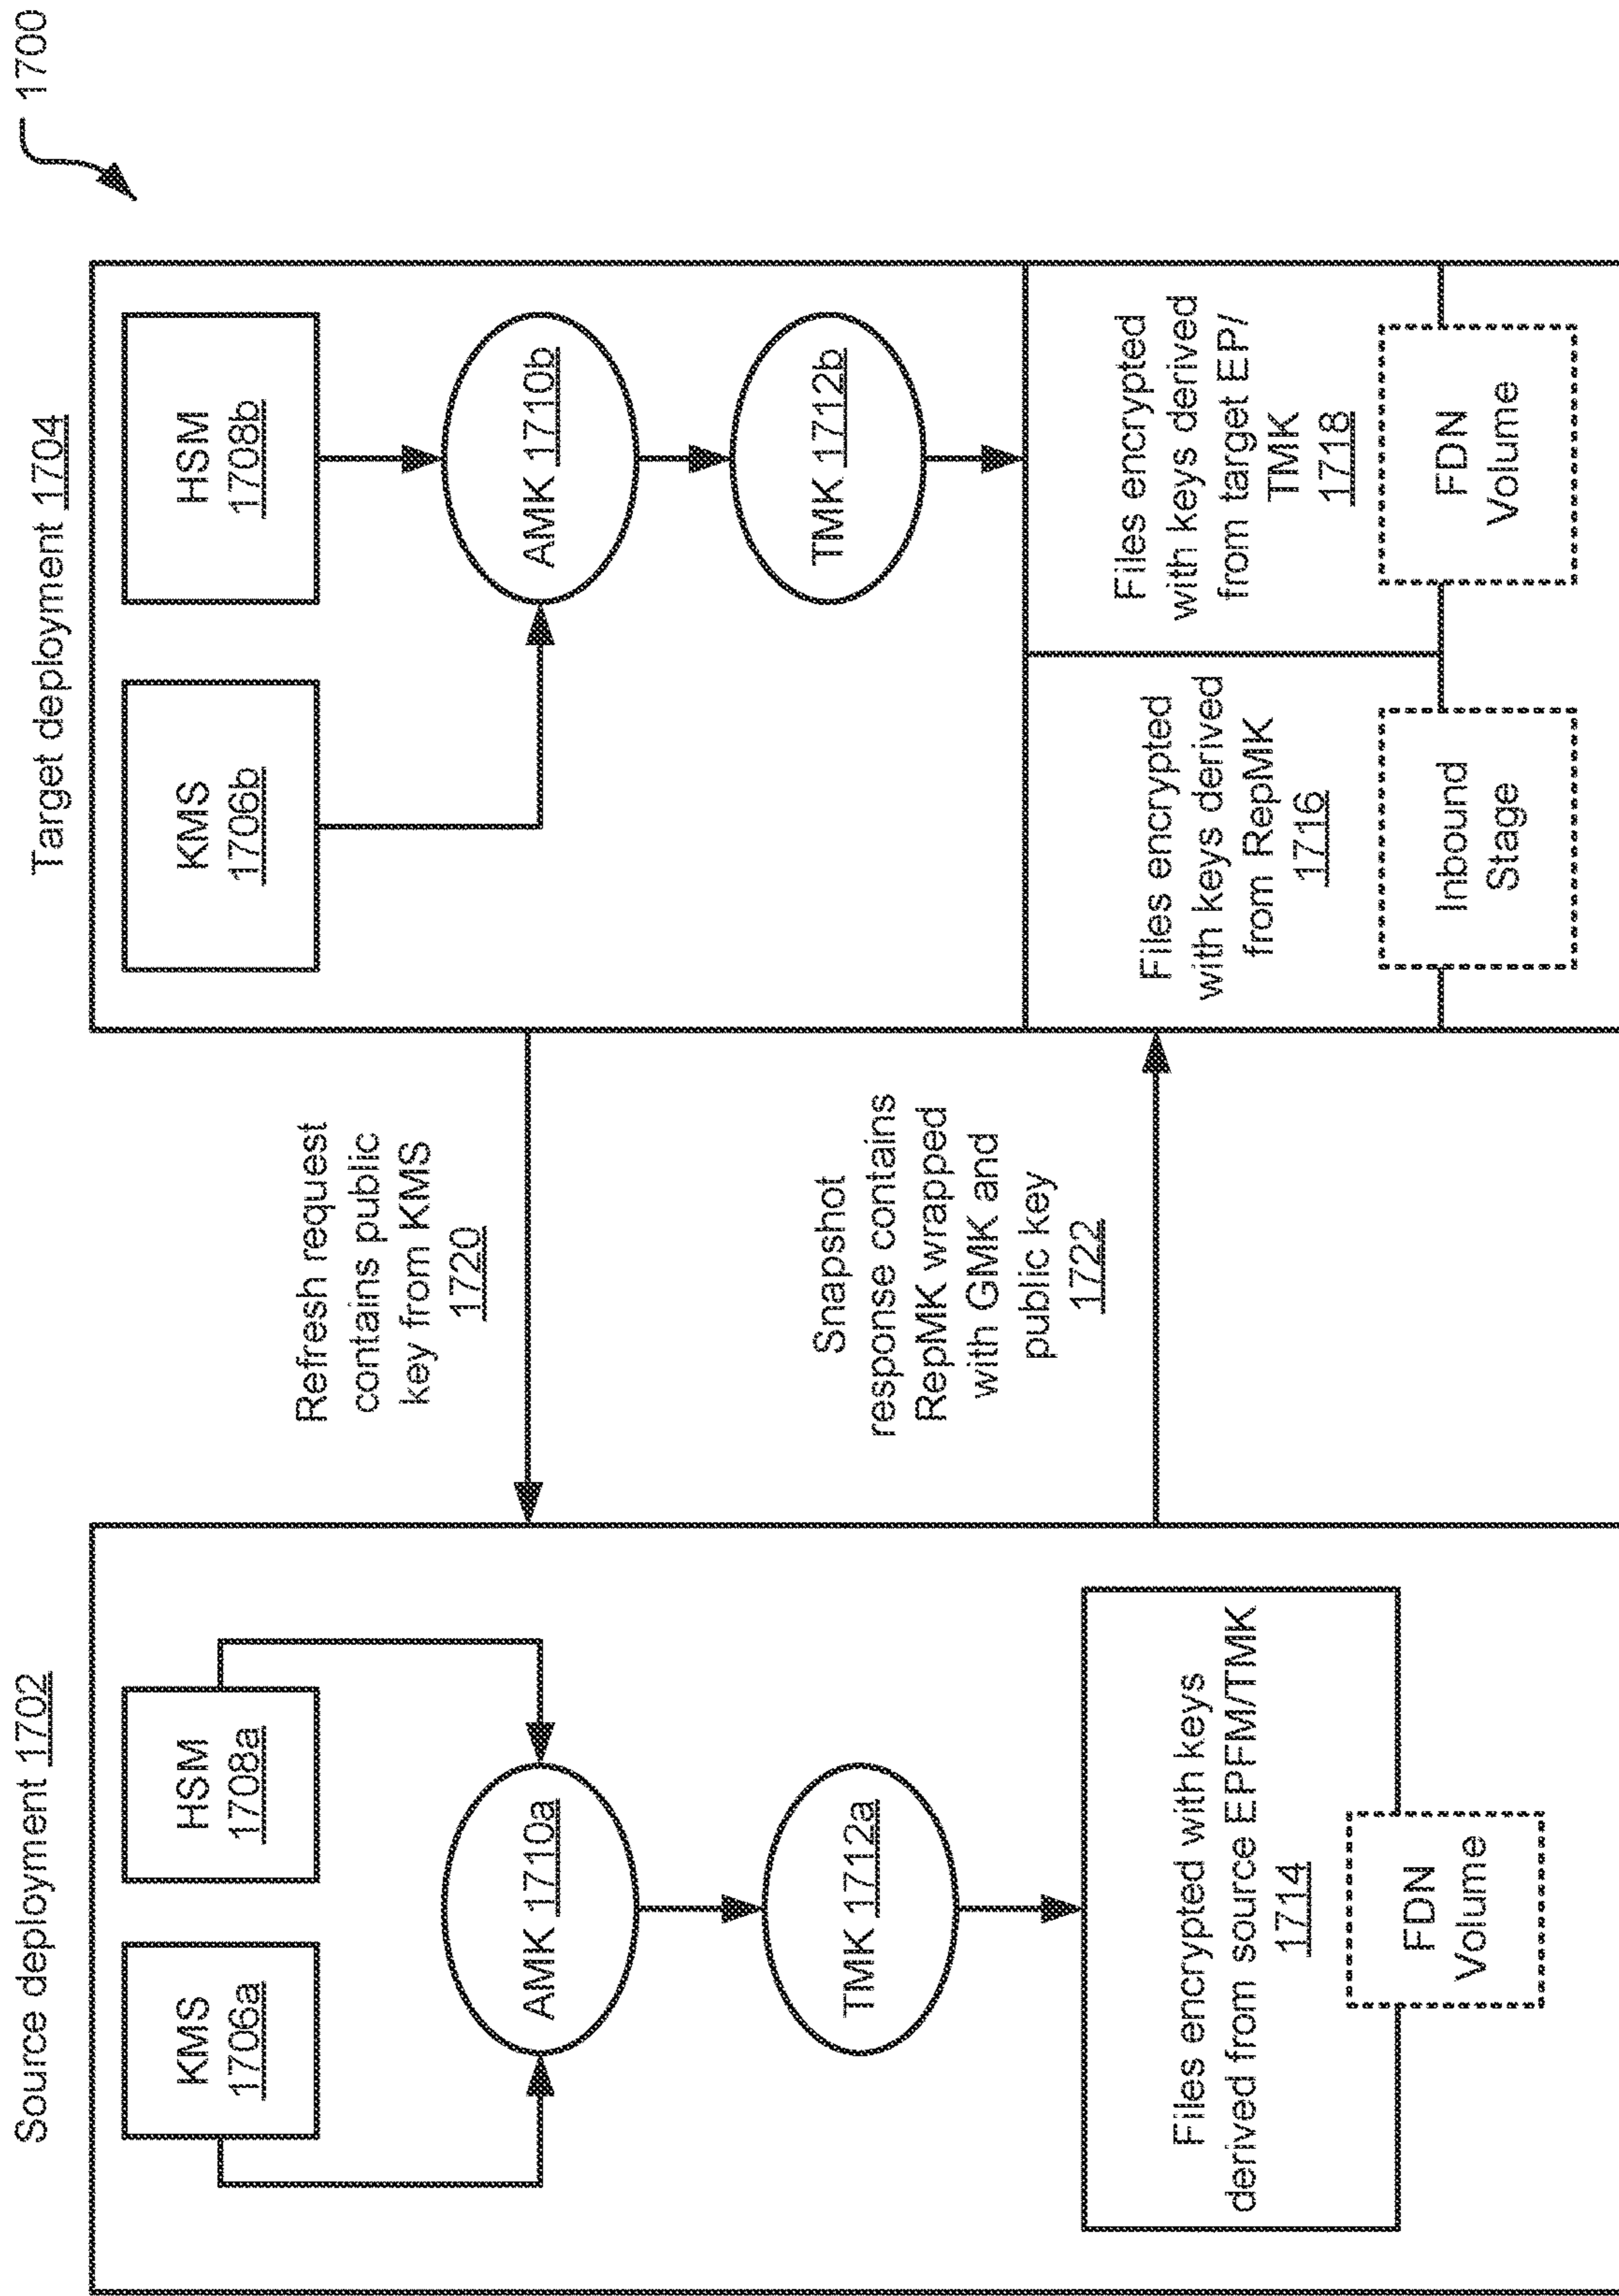 1700
Source deployment 1702
KMS
1706a
HSM
1708a
AMK 1710a
TMK 1712a
Files encrypted with keys
derived from source EPFM/TMK
1714
FDN
Volume
Refresh request
contains public
key from KMS
1720
Snapshot
response contains
RepMK wrapped
with GMK and
public key
1722
Target deployment 1704
KMS
1706b
HSM
1708b
AMK 1710b
TMK 1712b
Files encrypted
with keys derived
from RepMK
1716
Inbound
Stage
Files encrypted
with keys derived
from target EP/
TMK
1718
FDN
Volume